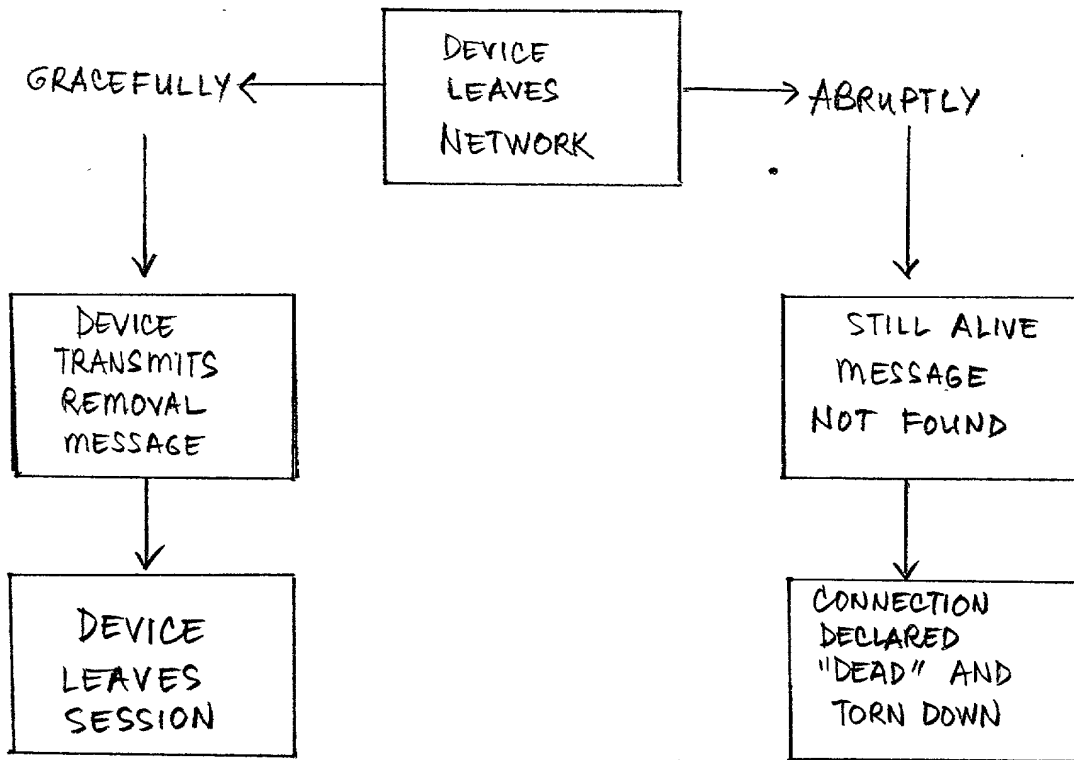 DEVICE
LEAVES
NETWORK
GRACEFULLY
ABRUPTLY
DEVICE
TRANSMITS
REMOVAL
MESSAGE
STILL ALIVE
MESSAGE
NOT FOUND
DEVICE
LEAVES
SESSION
CONNECTION
DECLARED
"DEAD" AND
TORN DOWN